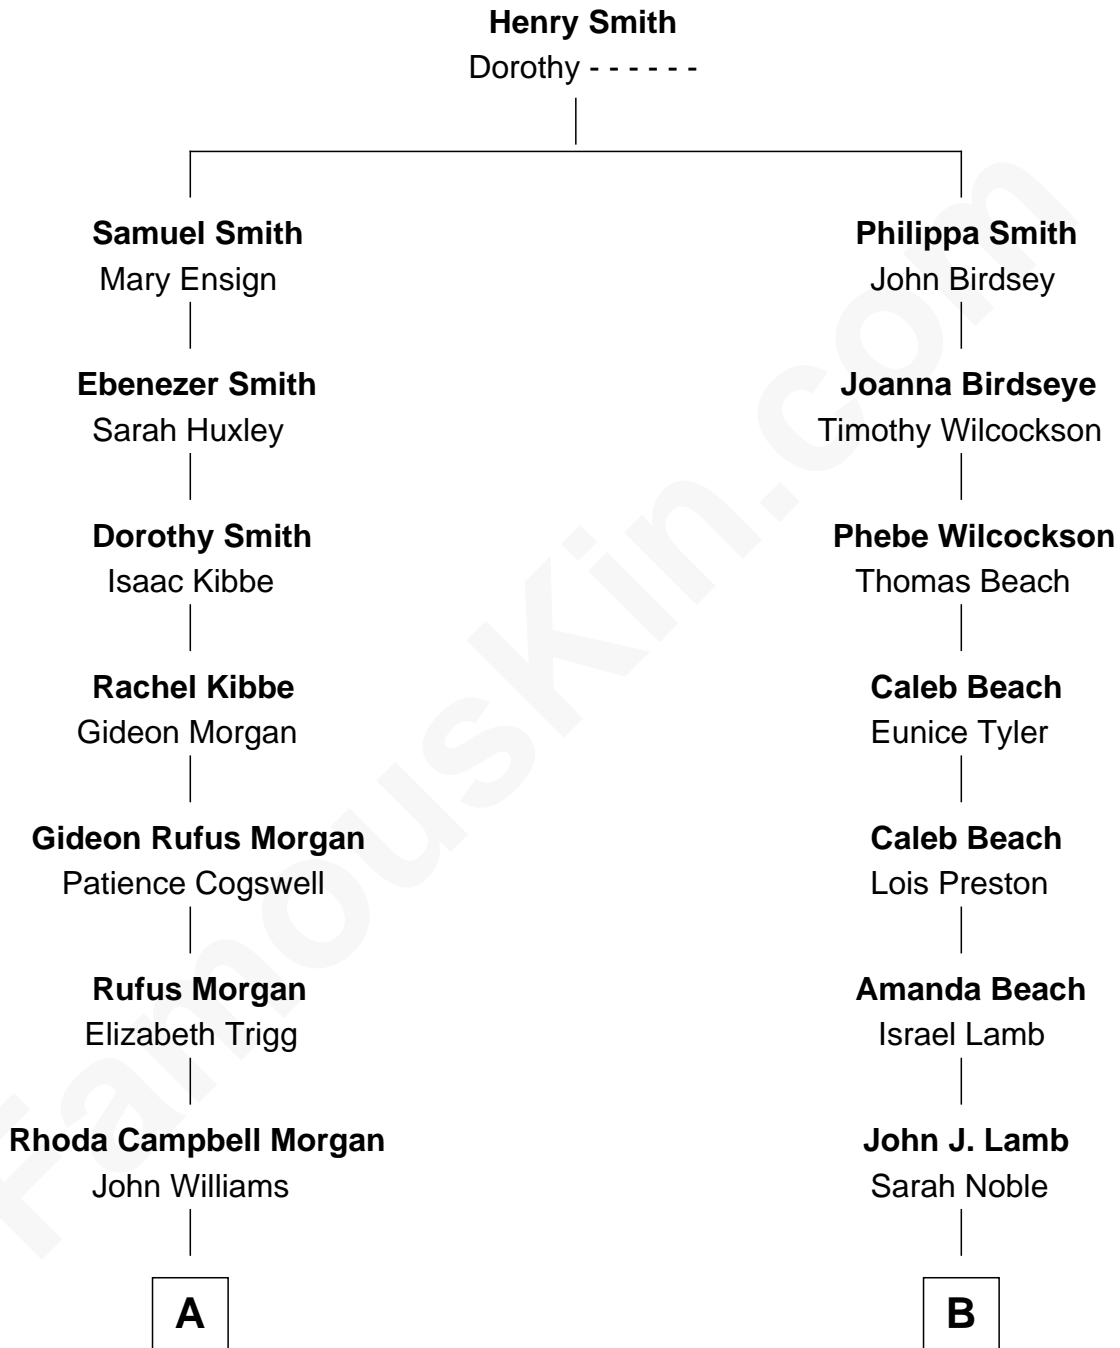 Henry Smith
Dorothy - - - - - -
Samuel Smith
Mary Ensign
Philippa Smith
John Birdsey
Ebenezer Smith
Sarah Huxley
Joanna Birdseye
Timothy Wilcockson
Dorothy Smith
Isaac Kibbe
Phebe Wilcockson
Thomas Beach
Rachel Kibbe
Gideon Morgan
Caleb Beach
Eunice Tyler
Gideon Rufus Morgan
Patience Cogswell
Caleb Beach
Lois Preston
Rufus Morgan
Elizabeth Trigg
Amanda Beach
Israel Lamb
Rhoda Campbell Morgan
John Williams
John J. Lamb
Sarah Noble
A
B
FamousKin.com